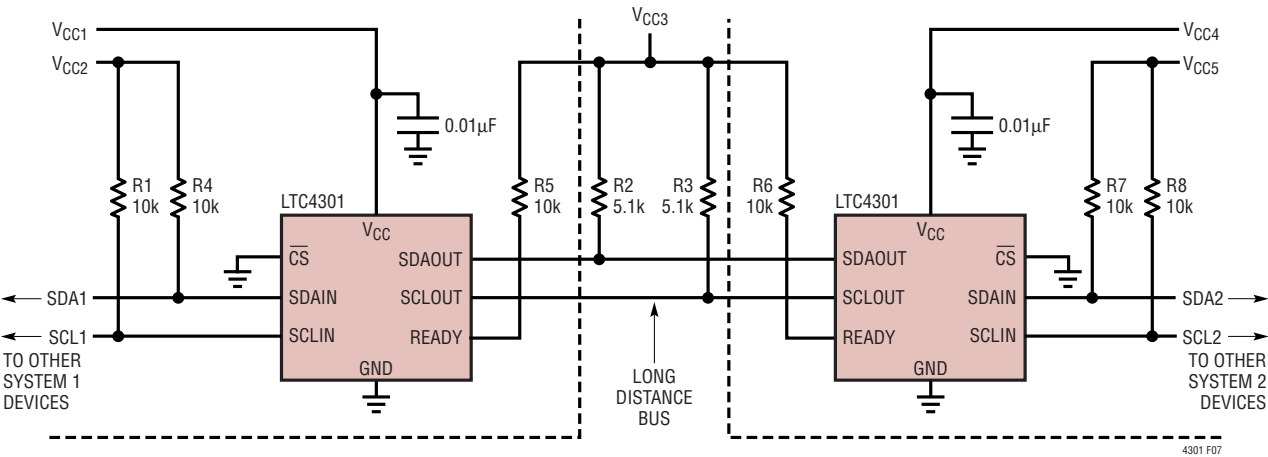 VCC1
VCC2
VCC3
VCC4
VCC5
0.01µF
0.01µF
R1
10k
R4
10k
R5
10k
R2
5.1k
R3
5.1k
R6
10k
R7
10k
R8
10k
LTC4301
VCC
CS
SDAIN
SCLIN
SDAOUT
SCLOUT
READY
GND
LTC4301
VCC
SDAOUT
SCLOUT
READY
CS
SDAIN
SCLIN
GND
SDA1
SCL1
TO OTHER
SYSTEM 1
DEVICES
LONG
DISTANCE
BUS
SDA2
SCL2
TO OTHER
SYSTEM 2
DEVICES
4301 F07